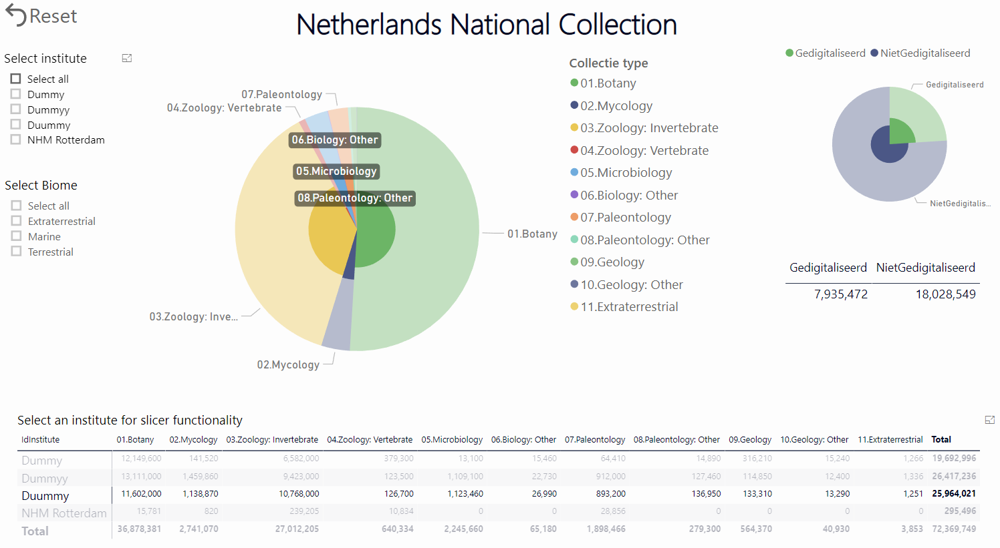 Reset
Netherlands National Collection
Select institute
Select all
Dummy
Dummyy
Duummy
NHM Rotterdam
Select Biome
Select all
Extraterrestrial
Marine
Terrestrial
07.Paleontology
04.Zoology: Vertebrate
06.Biology: Other
05.Microbiology
08.Paleontology: Other
01.Botany
03.Zoology: Inve...
02.Mycology
Collectie type
01.Botany
02.Mycology
03.Zoology: Invertebrate
04.Zoology: Vertebrate
05.Microbiology
06.Biology: Other
07.Paleontology
08.Paleontology: Other
09.Geology
10.Geology: Other
11.Extraterrestrial
Gedigitaliseerd NietGedigitaliseerd
Gedigitaliseerd
NietGedigitalis...
Gedigitaliseerd NietGedigitaliseerd
7,935,472 18,028,549
Select an institute for slicer functionality
IdInstitute 01.Botany 02.Mycology 03.Zoology: Invertebrate 04.Zoology: Vertebrate 05.Microbiology 06.Biology: Other 07.Paleontology 08.Paleontology: Other 09.Geology 10.Geology: Other 11.Extraterrestrial Total
Dummy 12,149,600 141,520 6,582,000 379,300 13,100 15,460 64,410 14,890 316,210 15,240 1,266 19,692,996
Dummyy 13,111,000 1,459,860 9,423,000 123,500 1,109,100 22,730 912,000 127,460 114,850 12,400 1,336 26,417,236
Duummy 11,602,000 1,138,870 10,768,000 126,700 1,123,460 26,990 893,200 136,950 133,310 13,290 1,251 25,964,021
NHM Rotterdam 15,781 820 239,205 10,834 0 0 28,856 0 0 0 0 295,496
Total 36,878,381 2,741,070 27,012,205 640,334 2,245,660 65,180 1,898,466 279,300 564,370 40,930 3,853 72,369,749